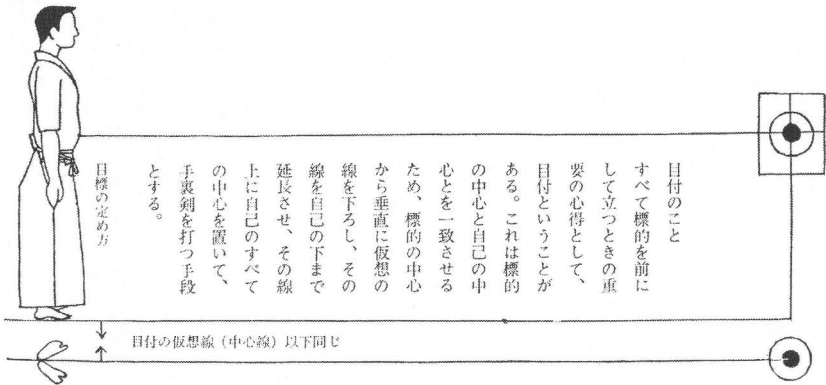 目付のこと
すべて標的を前に
して立つときの重
要の心得として、
目付ということが
ある。これは標的
の中心と自己の中
心とを一致させる
ため、標的の中心
から垂直に仮想の
線を下ろし、その
線を自己の下まで
延長させ、その線
上に自己のすべて
の中心を置いて、
手裏剣を打つ手段
とする。
目標の定め方
目付の仮想線（中心線）以下同じ